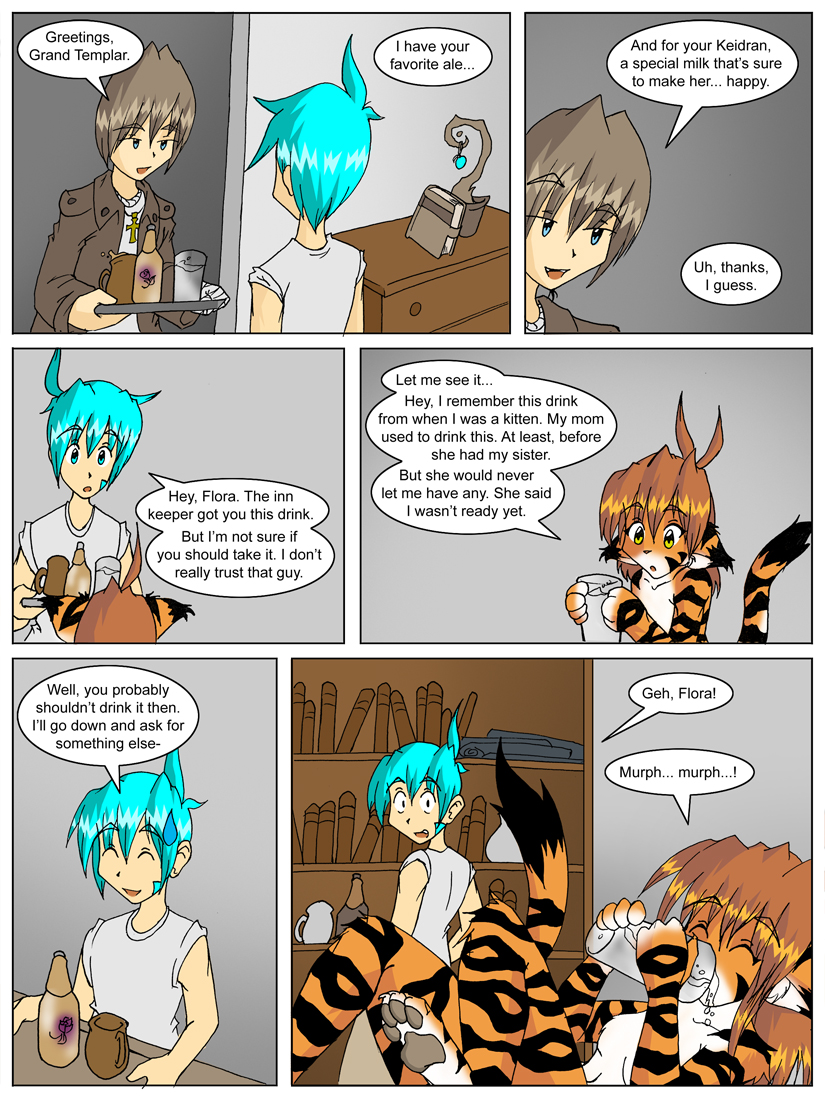 Greetings,
Grand Templar.
I have your
favorite ale...
And for your Keidran,
a special milk that's sure
to make her... happy.
Uh, thanks,
I guess.
Hey, Flora. The inn
keeper got you this drink.
But I'm not sure if
you should take it. I don't
really trust that guy.
Let me see it...
Hey, I remember this drink
from when I was a kitten. My mom
used to drink this. At least, before
she had my sister.
But she would never
let me have any. She said
I wasn't ready yet.
Well, you probably
shouldn't drink it then.
I'll go down and ask for
something else-
Geh, Flora!
Murph... murph...!